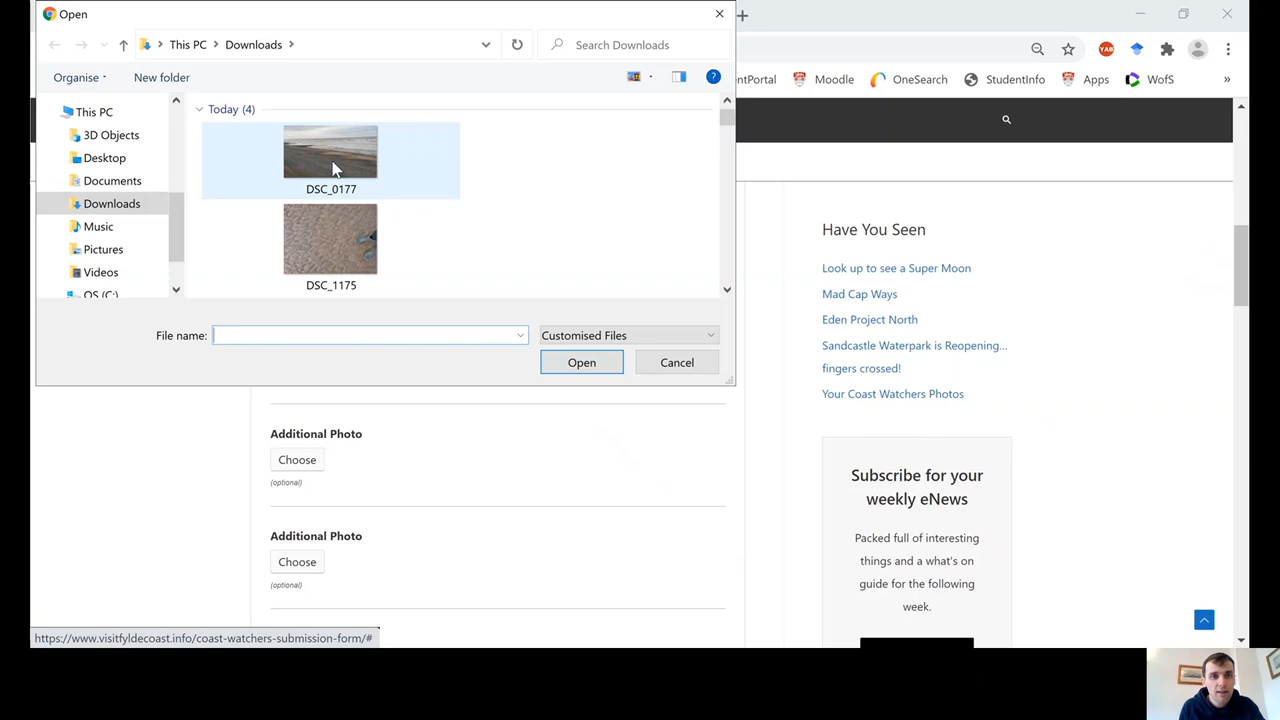 Open
This PC
Downloads
Search Downloads
Organise
New folder
This PC
3D Objects
Desktop
Documents
Downloads
Music
Pictures
Videos
OS (C:)
Today (4)
DSC_0177
DSC_1175
File name:
Customised Files
Open
Cancel
entPortal
Moodle
OneSearch
StudentInfo
YAB
Apps
WofS
»
Additional Photo
Choose
(optional)
Additional Photo
Choose
(optional)
https://www.visitfyldecoast.info/coast-watchers-submission-form/#
Have You Seen
Look up to see a Super Moon
Mad Cap Ways
Eden Project North
Sandcastle Waterpark is Reopening...
fingers crossed!
Your Coast Watchers Photos
Subscribe for your
weekly eNews
Packed full of interesting
things and a what's on
guide for the following
week.